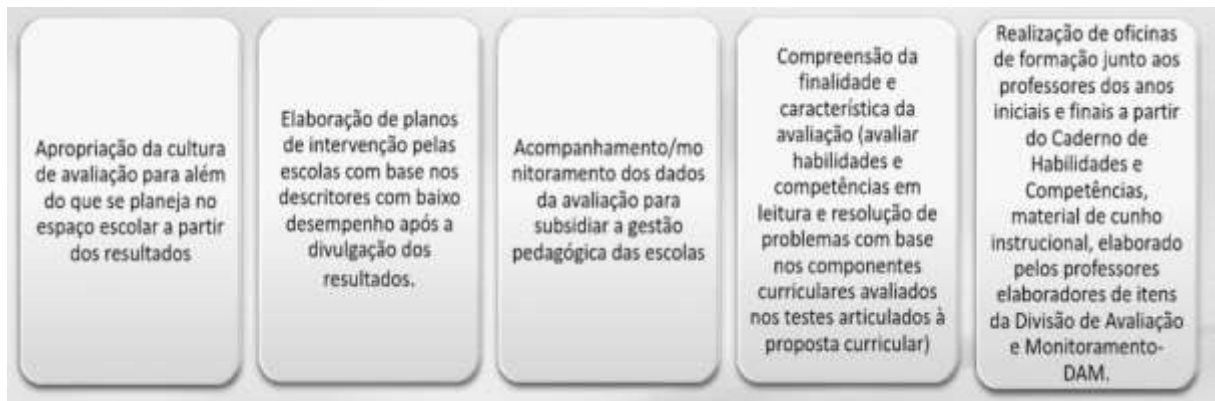 Apropriação da cultura
de avaliação para além
do que se planeja no
espaço escolar a partir
dos resultados
Elaboração de planos
de intervenção pelas
escolas com base nos
descritores com baixo
desempenho após a
divulgação dos
resultados.
Acompanhamento/mo
nitoramento dos dados
da avaliação para
subsidiar a gestão
pedagógica das escolas
Compreensão da
finalidade e
característica da
avaliação (avaliar
habilidades e
competências em
leitura e resolução de
problemas com base
nos componentes
curriculares avaliados
nos testes articulados à
proposta curricular)
Realização de oficinas
de formação junto aos
professores dos anos
iniciais e finais a partir
do Caderno de
Habilidades e
Competências,
material de cunho
instrucional, elaborado
pelos professores
elaboradores de itens
da Divisão de Avaliação
e Monitoramento-
DAM.